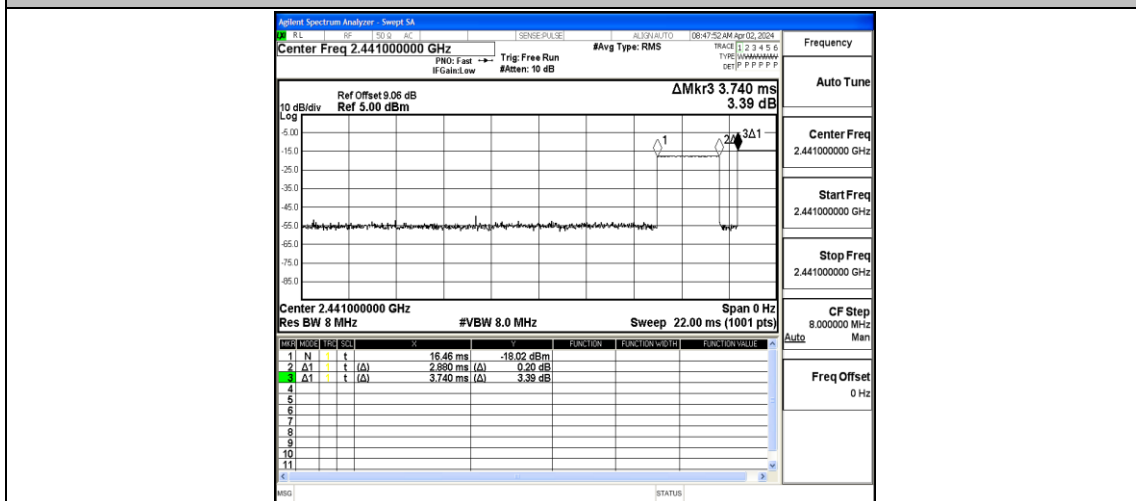 Agilent Spectrum Analyzer - Swept SA
RL RF 50 Ω AC SENSE:PULSE ALIGN AUTO 08:47:52 AM Apr 02, 2024
Center Freq 2.441000000 GHz #Avg Type: RMS TRACE 1 2 3 4 5 6
PNO: Fast Trig: Free Run TYPE
IFGain:Low #Atten: 10 dB DET P P P P P P
Frequency
Auto Tune
ΔMkr3 3.740 ms
3.39 dB
Ref Offset 9.06 dB
10 dB/div Ref 5.00 dBm
Log
-5.00
-15.0
-25.0
-35.0
-45.0
-55.0
-65.0
-75.0
-85.0
1
2Δ
3Δ1
Center Freq
2.441000000 GHz
Start Freq
2.441000000 GHz
Stop Freq
2.441000000 GHz
CF Step
8.000000 MHz
Auto Man
Freq Offset
0 Hz
Center 2.441000000 GHz Span 0 Hz
Res BW 8 MHz #VBW 8.0 MHz Sweep 22.00 ms (1001 pts)
MKR MODE TRC SCL X Y FUNCTION FUNCTION WIDTH FUNCTION VALUE
1 N 1 t 16.46 ms -18.02 dBm
2 Δ1 1 t (Δ) 2.880 ms (Δ) 0.20 dB
3 Δ1 1 t (Δ) 3.740 ms (Δ) 3.39 dB
4
5
6
7
8
9
10
11
MSG STATUS